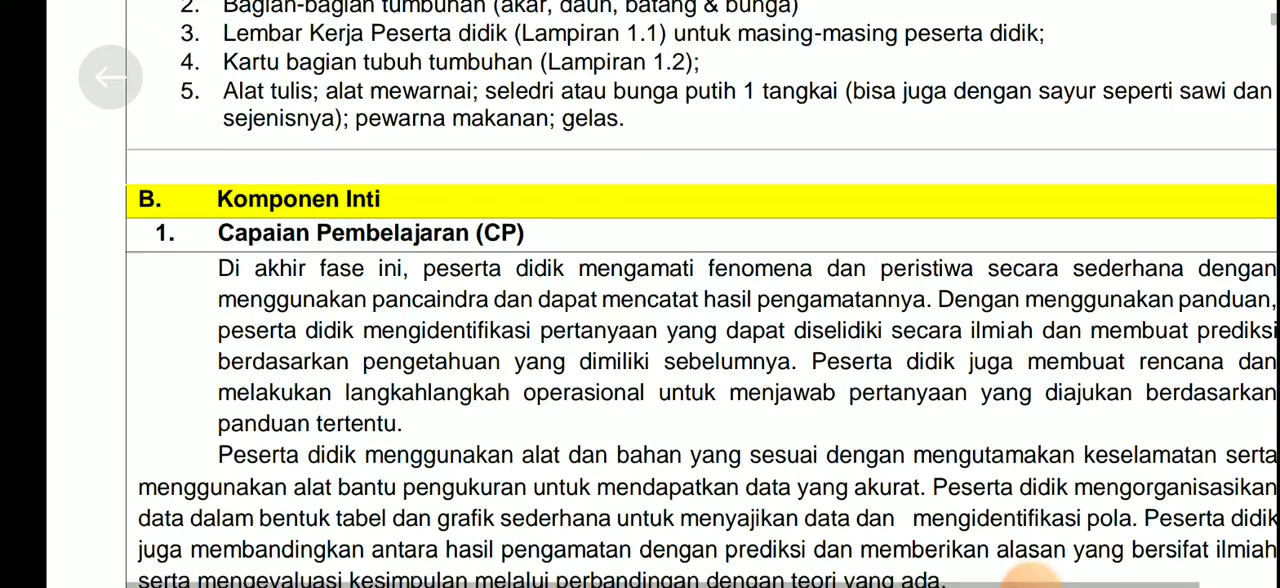 2. Bagian-bagian tumbuhan (akar, daun, batang & bunga)
3. Lembar Kerja Peserta didik (Lampiran 1.1) untuk masing-masing peserta didik;
4. Kartu bagian tubuh tumbuhan (Lampiran 1.2);
5. Alat tulis; alat mewarnai; seledri atau bunga putih 1 tangkai (bisa juga dengan sayur seperti sawi dan
sejenisnya); pewarna makanan; gelas.
B. Komponen Inti
1. Capaian Pembelajaran (CP)
Di akhir fase ini, peserta didik mengamati fenomena dan peristiwa secara sederhana dengan
menggunakan pancaindra dan dapat mencatat hasil pengamatannya. Dengan menggunakan panduan,
peserta didik mengidentifikasi pertanyaan yang dapat diselidiki secara ilmiah dan membuat prediksi
berdasarkan pengetahuan yang dimiliki sebelumnya. Peserta didik juga membuat rencana dan
melakukan langkahlangkah operasional untuk menjawab pertanyaan yang diajukan berdasarkan
panduan tertentu.
Peserta didik menggunakan alat dan bahan yang sesuai dengan mengutamakan keselamatan serta
menggunakan alat bantu pengukuran untuk mendapatkan data yang akurat. Peserta didik mengorganisasikan
data dalam bentuk tabel dan grafik sederhana untuk menyajikan data dan mengidentifikasi pola. Peserta didik
juga membandingkan antara hasil pengamatan dengan prediksi dan memberikan alasan yang bersifat ilmiah
serta mengevaluasi kesimpulan melalui perbandingan dengan teori yang ada.